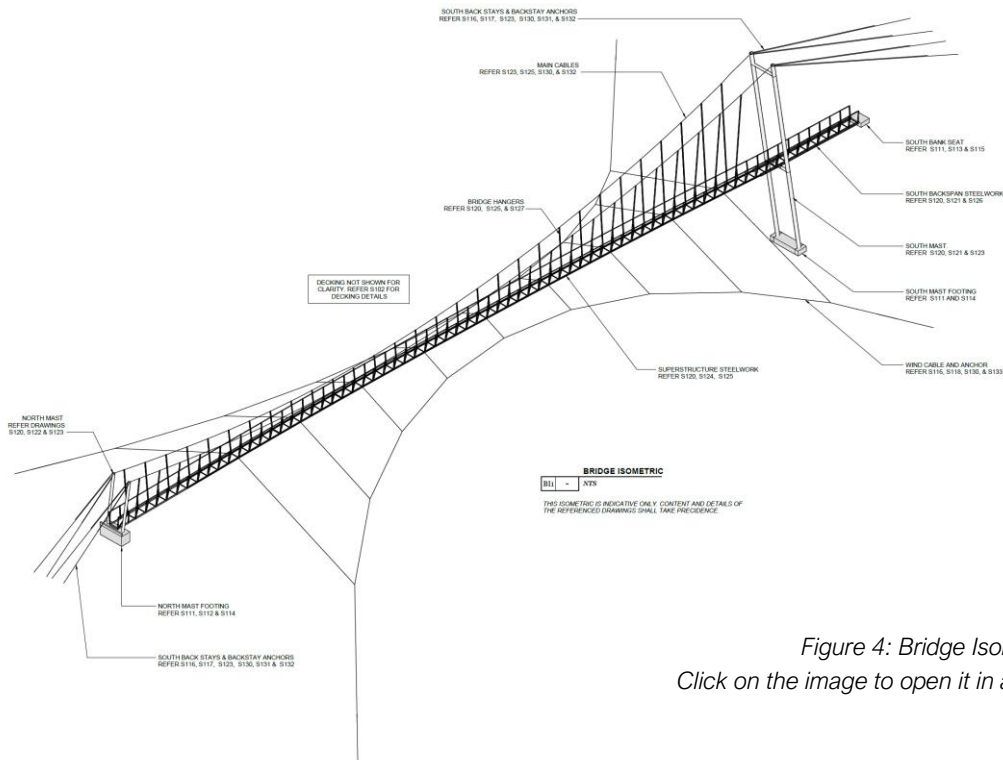 SOUTH BACK STAYS & BACKSTAY ANCHORS
REFER S116, S117, S123, S130, S131, & S132
MAIN CABLES
REFER S123, S125, S130, & S132
SOUTH BANK SEAT
REFER S111, S113 & S115
SOUTH BACKSPAN STEELWORK
REFER S120, S121 & S126
BRIDGE HANGERS
REFER S120, S125, & S127
SOUTH MAST
REFER S120, S121 & S123
DECKING NOT SHOWN FOR
CLARITY. REFER S102 FOR
DECKING DETAILS
SOUTH MAST FOOTING
REFER S111 AND S114
WIND CABLE AND ANCHOR
REFER S116, S118, S130, & S133
SUPERSTRUCTURE STEELWORK
REFER S120, S124, S125
NORTH MAST
REFER DRAWINGS
S120, S122 & S123
BRIDGE ISOMETRIC
BI1 - NTS
THIS ISOMETRIC IS INDICATIVE ONLY. CONTENT AND DETAILS OF
THE REFERENCED DRAWINGS SHALL TAKE PRECIDENCE.
NORTH MAST FOOTING
REFER S111, S112 & S114
SOUTH BACK STAYS & BACKSTAY ANCHORS
REFER S116, S117, S123, S130, S131 & S132
Figure 4: Bridge Iso
Click on the image to open it in a